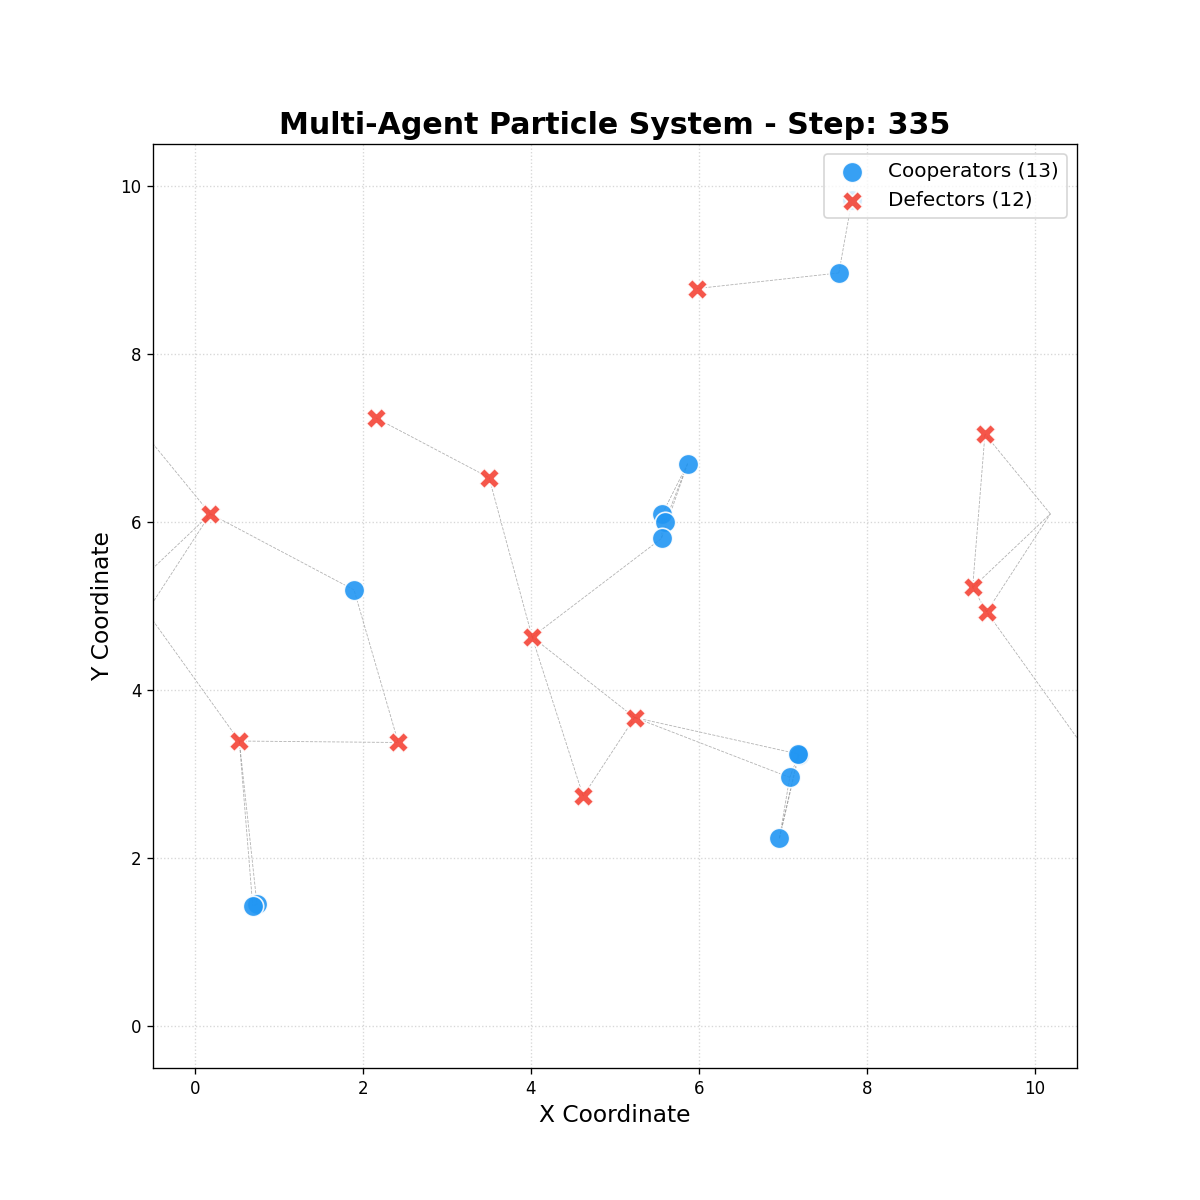 Multi-Agent Particle System - Step: 335
Cooperators (13)
Defectors (12)
10
8
6
4
2
0
Y Coordinate
0 2 4 6 8 10
X Coordinate